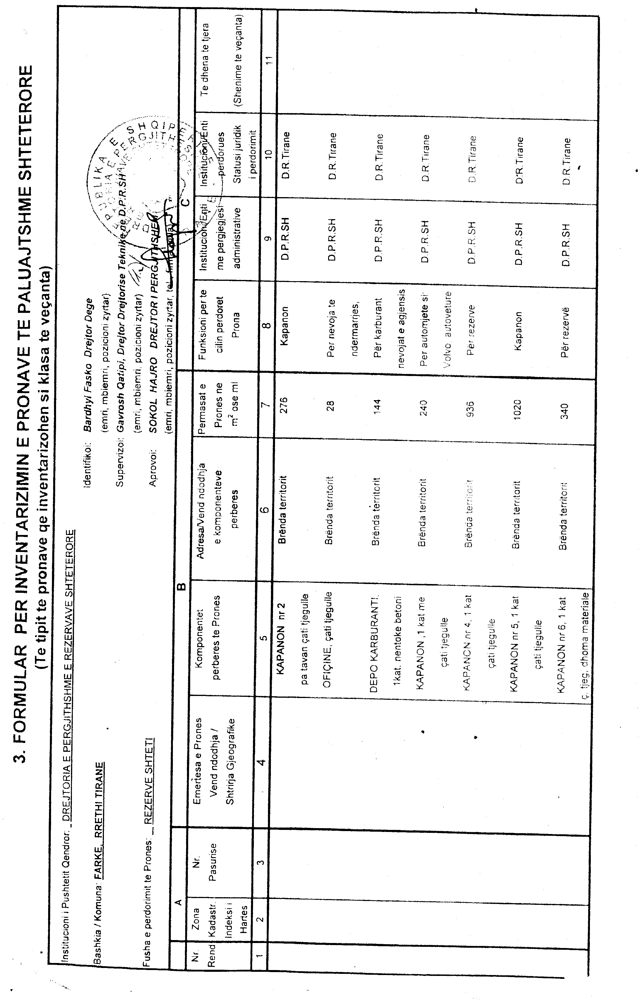 3. FORMULAR PER INVENTARIZIMIN E PRONAVE TE PALUAJTSHME SHTETERORE
(Te tipit te pronave qe inventarizohen si klasa te veçanta)
Institucioni i Pushtetit Qendror: _ DREJTORIA E PERGJITHSHME E REZERVAVE SHTETERORE
Identifikoi: Bardhyl Fasko Drejtor Dege
Bashkia / Komuna: FARKE, RRETHI TIRANE
(emri, mbiemri, pozicioni zyrtar)
Supervizoi: Gavrosh Qatipi, Drejtor Drejtorise Teknike ne D.P.R.SH
(emri, mbiemri, pozicioni zyrtar)
Fusha e perdorimit te Prones: __ REZERVE SHTETI
Aprovoi: SOKOL HAJRO DREJTOR I PERGJITHSHEM
(emri, mbiemri, pozicioni zyrtar, tel., firma,
A B C
Nr. Zona Nr. Emertesa e Prones Komponentet Adresa/Vend ndodhja Permasat e Funksioni per te Institucioni/Enti Institucioni/Enti Te dhena te tjera
Rend. Kadastr. Pasurise Vend ndodhja / perberes te Prones e komponenteve Prones ne cilin perdoret me pergjegjesi perdorues
Indeksi i Shtrirja Gjeografike perberes m² ose ml Prona administrative Statusi juridik (Shenime te veçanta)
Hartes i perdorimit
1 2 3 4 5 6 7 8 9 10 11
KAPANON nr 2 Brënda territorit 276 Kapanon D.P.R.SH D.R.Tirane
pa tavan çati tjegulle
OFIÇINE, çati tjegulle Brënda territorit 28 Per nevoja te D.P.R.SH D.R.Tirane
ndermarrjes,
DEPO KARBURANTI, Brënda territorit 144 Për karburant D.P.R.SH D.R.Tirane
1kat. nentoke betoni nevojat e agjensis
KAPANON ,1 kat me Brënda territorit 240 Per automjete si D.P.R.SH D.R.Tirane
çati tjegulle Volvo, autoveture
KAPANON nr 4, 1 kat Brënda territorit 936 Për rezerve D.P.R.SH D.R.Tirane
çati tjegulle
KAPANON nr 5, 1 kat Brënda territorit 1020 Kapanon D.P.R.SH D.R.Tirane
çati tjegulle
KAPANON nr 6, 1 kat Brënda territorit 340 Për rezervë D.P.R.SH D.R.Tirane
ç. tjeg. dhoma materiale